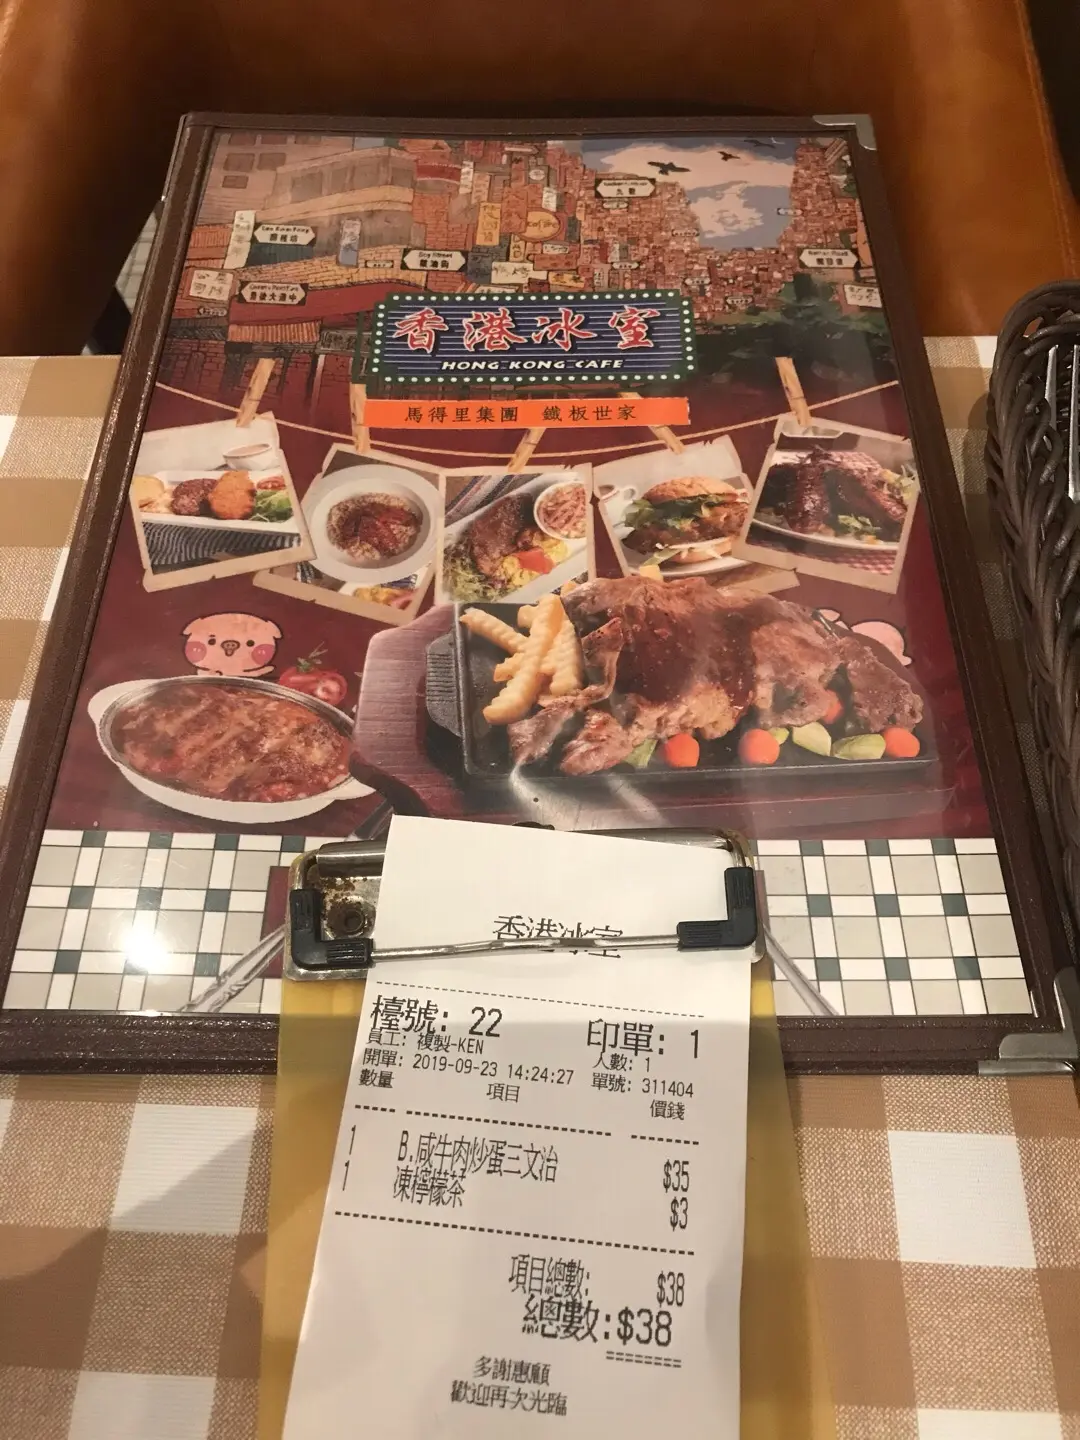 香港冰室
HONG KONG CAFE
馬得里集團 鐵板世家
香港冰室
檯號: 22 印單: 1
員工: 複製-KEN 人數: 1
開單: 2019-09-23 14:24:27 單號: 311404
數量 項目 價錢
1 B.咸牛肉炒蛋三文治 $35
1 凍檸檬茶 $3
項目總數: $38
總數:$38
========
多謝惠顧
歡迎再次光臨